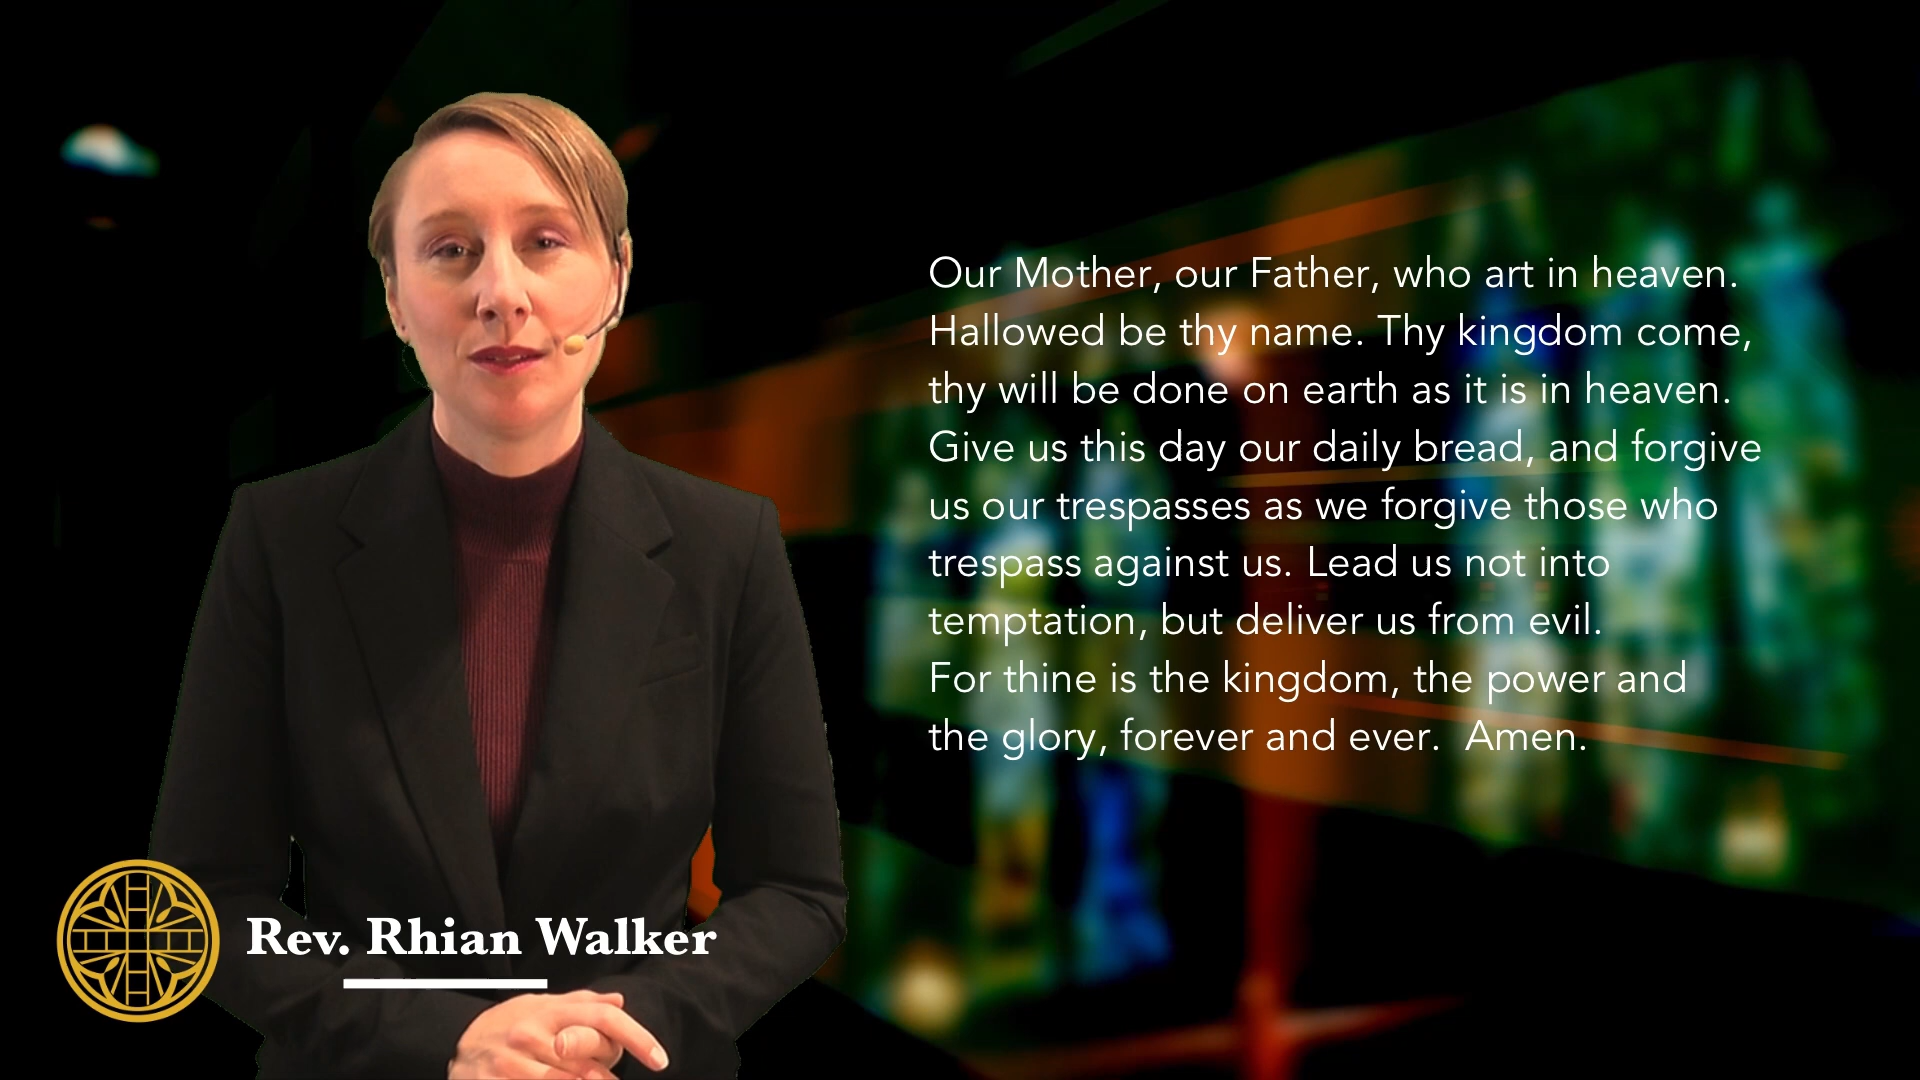 Our Mother, our Father, who art in heaven.
Hallowed be thy name. Thy kingdom come,
thy will be done on earth as it is in heaven.
Give us this day our daily bread, and forgive
us our trespasses as we forgive those who
trespass against us. Lead us not into
temptation, but deliver us from evil.
For thine is the kingdom, the power and
the glory, forever and ever.  Amen.
Rev. Rhian Walker